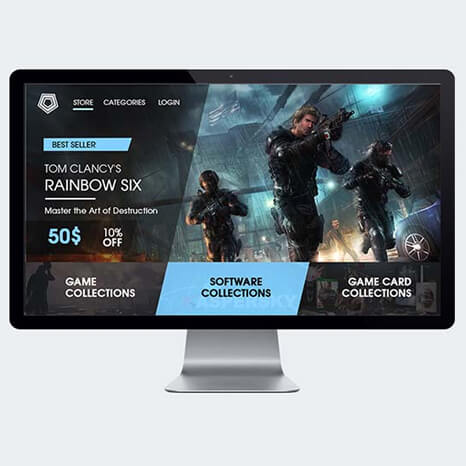 STORE CATEGORIES LOGIN
BEST SELLER
TOM CLANCY'S
RAINBOW SIX
Master the Art of Destruction
50$ 10%
OFF
GAME
COLLECTIONS
SOFTWARE
COLLECTIONS
KASPERSKY
GAME CARD
COLLECTIONS